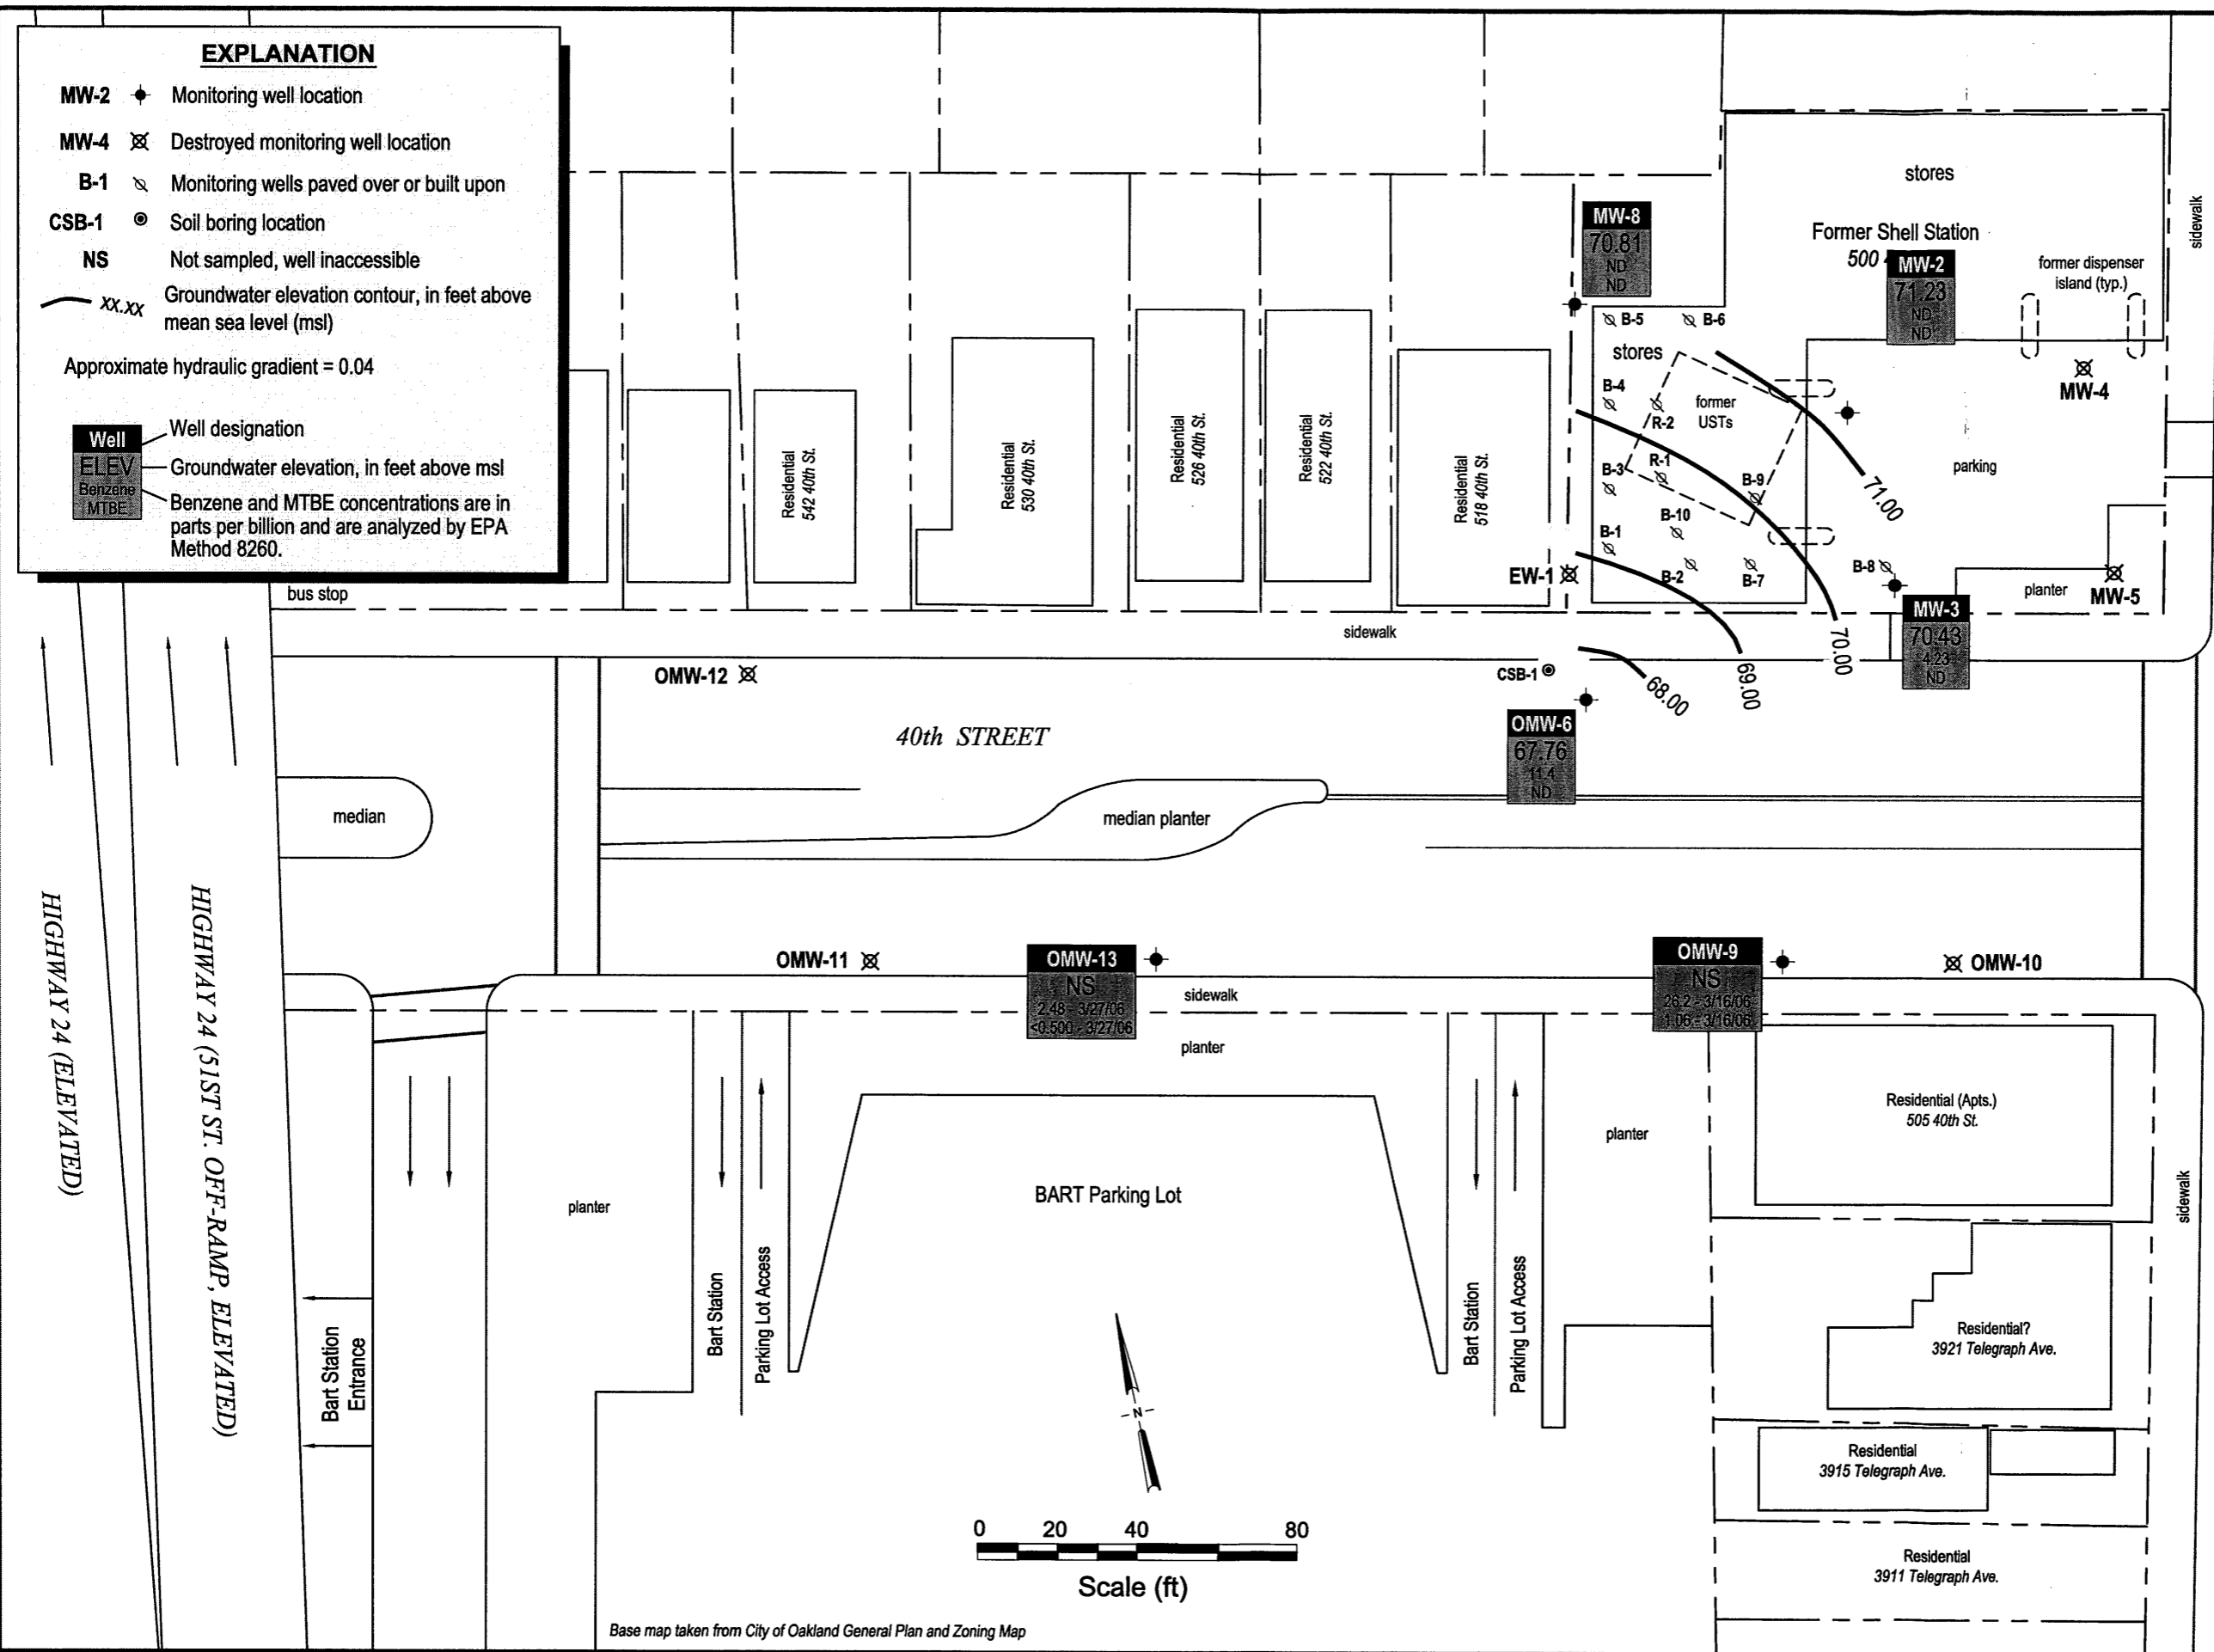 EXPLANATION
MW-2 Monitoring well location
MW-4 Destroyed monitoring well location
B-1 Monitoring wells paved over or built upon
CSB-1 Soil boring location
NS Not sampled, well inaccessible
XX.XX Groundwater elevation contour, in feet above
mean sea level (msl)
Approximate hydraulic gradient = 0.04
Well
ELEV
Benzene
MTBE
Well designation
Groundwater elevation, in feet above msl
Benzene and MTBE concentrations are in
parts per billion and are analyzed by EPA
Method 8260.
stores
Former Shell Station
500
MW-2
71.23
ND
ND
former dispenser
island (typ.)
sidewalk
MW-8
70.81
ND
ND
B-5
B-6
stores
B-4
R-2
former
USTs
B-3
R-1
B-9
B-10
B-1
B-2
B-7
B-8
EW-1
MW-4
parking
71.00
planter
MW-5
MW-3
70.43
4.23
ND
70.00
69.00
68.00
Residential
542 40th St.
Residential
530 40th St.
Residential
526 40th St.
Residential
522 40th St.
Residential
518 40th St.
bus stop
sidewalk
OMW-12
CSB-1
OMW-6
67.76
11.4
ND
40th STREET
median
median planter
HIGHWAY 24 (ELEVATED)
HIGHWAY 24 (51ST ST. OFF-RAMP, ELEVATED)
OMW-11
OMW-13
NS
2.48 - 3/27/06
<0.500 - 3/27/06
sidewalk
planter
OMW-9
NS
26.2 - 3/16/06
1.06 - 3/16/06
OMW-10
Residential (Apts.)
505 40th St.
planter
sidewalk
BART Parking Lot
planter
Bart Station
Parking Lot Access
Bart Station
Parking Lot Access
Bart Station
Entrance
Residential?
3921 Telegraph Ave.
N
Residential
3915 Telegraph Ave.
0 20 40 80
Scale (ft)
Residential
3911 Telegraph Ave.
Base map taken from City of Oakland General Plan and Zoning Map